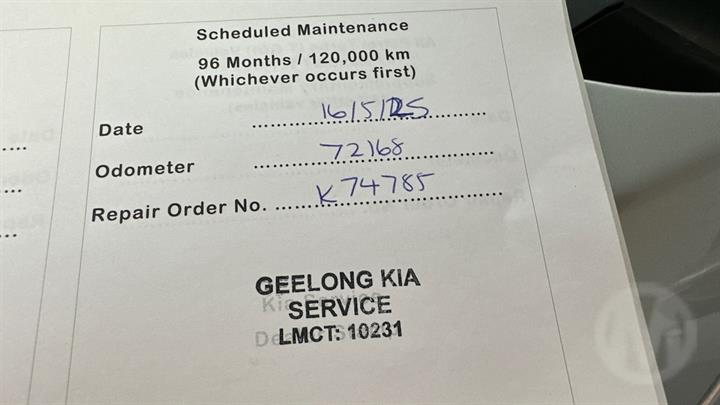 Scheduled Maintenance
96 Months / 120,000 km
(Whichever occurs first)
Date 16/5/25
Odometer 72168
Repair Order No. K74785
GEELONG KIA
SERVICE
LMCT: 10231